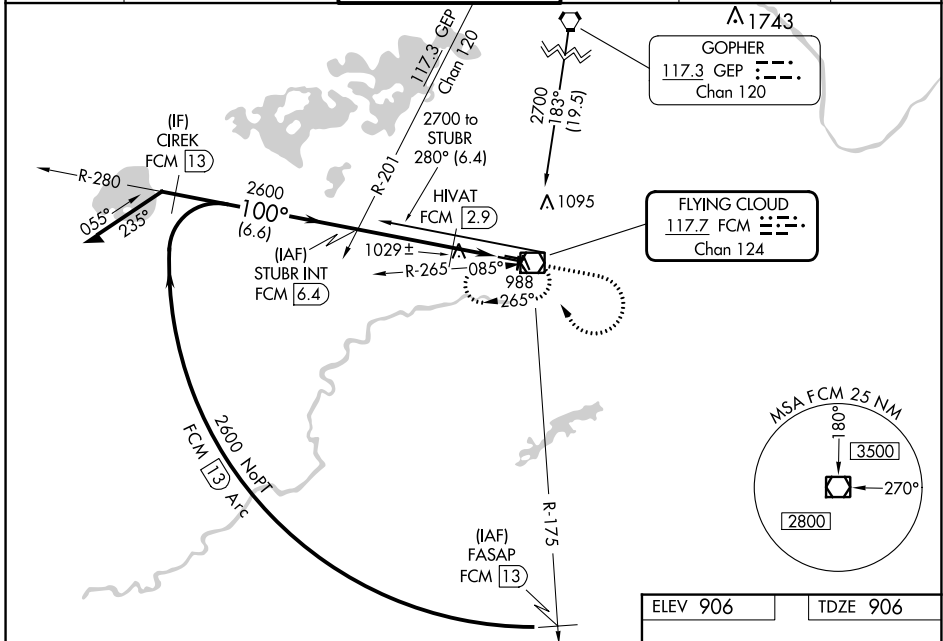 1743
GOPHER
117.3 GEP
Chan 120
117.3 GEP
Chan 120
2700
183°
(19.5)
(IF)
CIREK
FCM 13
2700 to
STUBR
280° (6.4)
R-201
R-280
2600
100°
(6.6)
HIVAT
FCM 2.9
1095
055°
235°
FLYING CLOUD
117.7 FCM
Chan 124
(IAF)
STUBR INT
FCM 6.4
1029 ±
R-265
085°
988
265°
MSA FCM 25 NM
180°
3500
270°
2800
2600 NoPT
FCM 13 Arc
R-175
(IAF)
FASAP
FCM 13
ELEV 906
TDZE 906